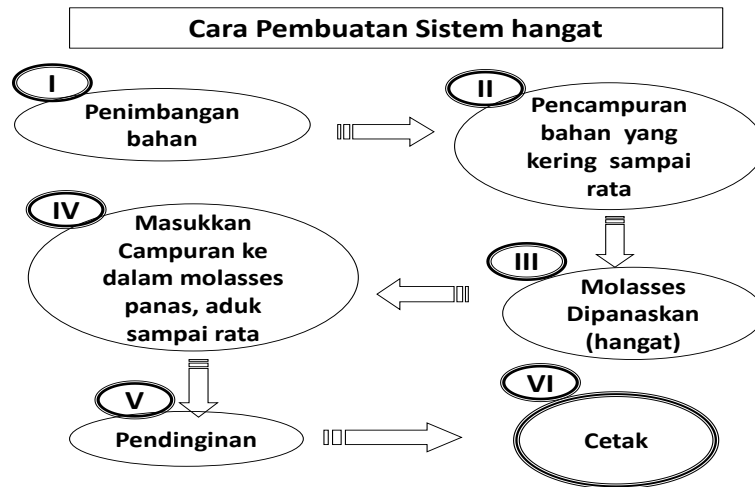 Cara Pembuatan Sistem hangat
I
Penimbangan
bahan
II
Pencampuran
bahan yang
kering sampai
rata
III
Molasses
Dipanaskan
(hangat)
IV
Masukkan
Campuran ke
dalam molasses
panas, aduk
sampai rata
V
Pendinginan
VI
Cetak